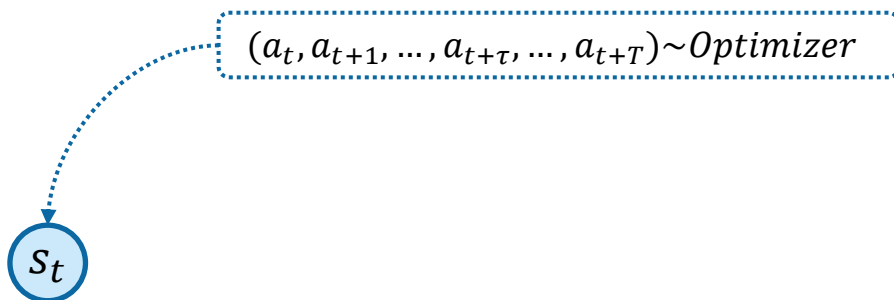 (a_t, a_{t+1}, ... , a_{t+τ}, ... , a_{t+T})~Optimizer
s_t